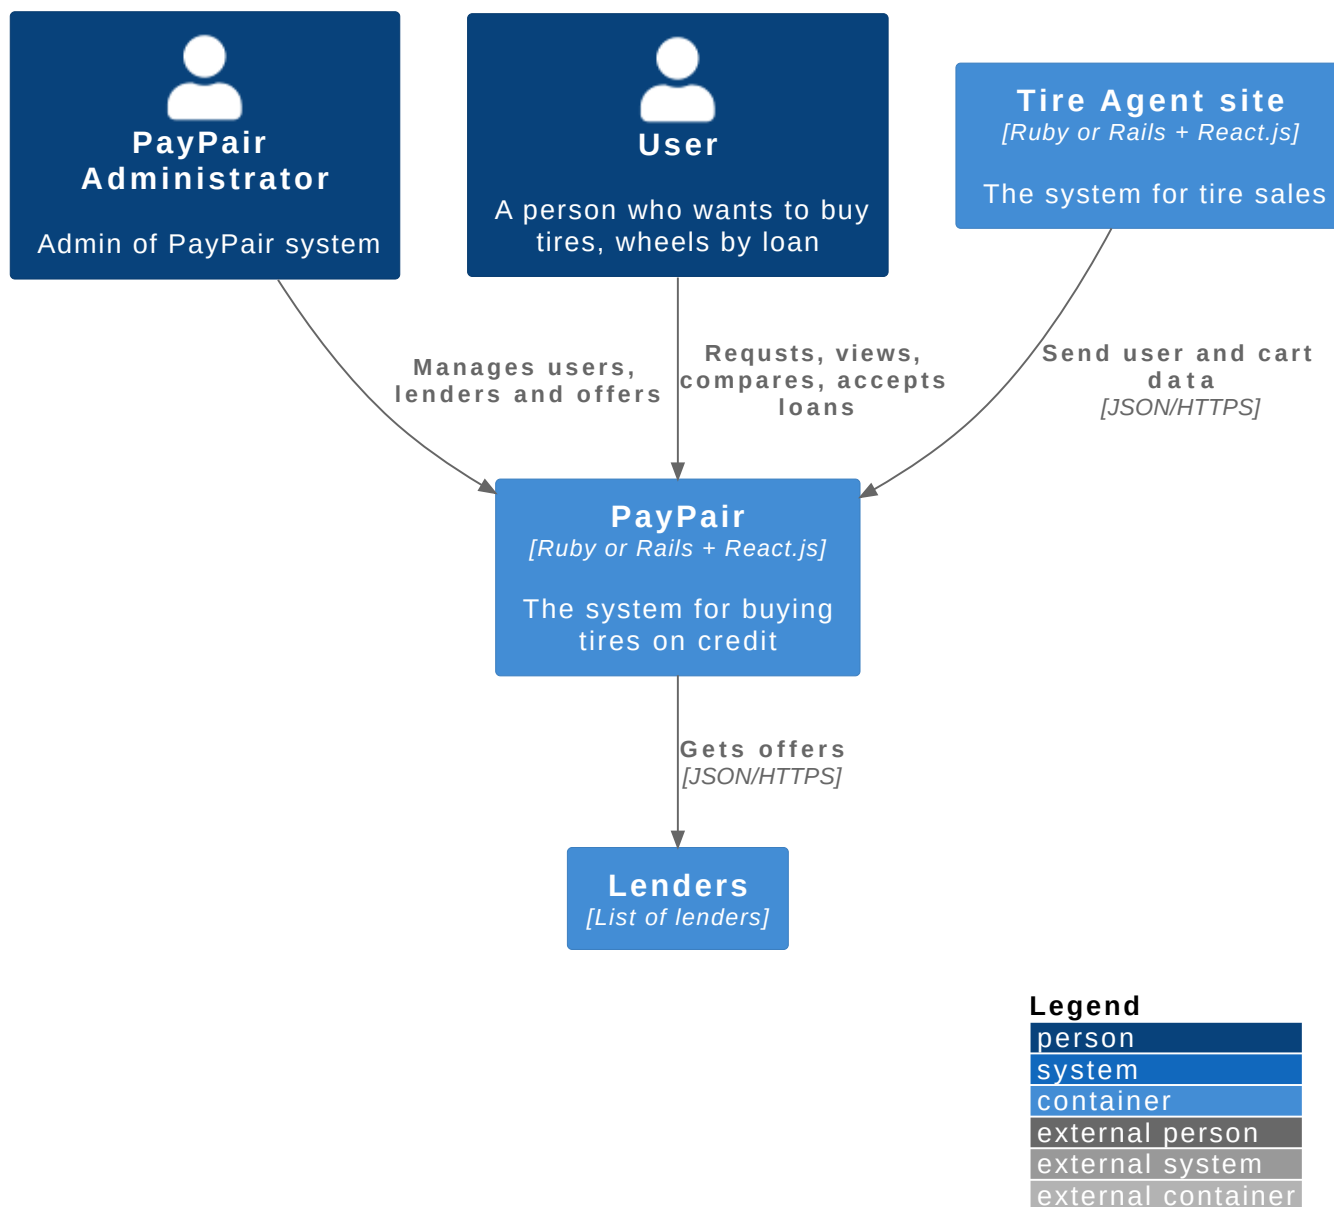 PayPair
Administrator
Admin of PayPair system
User
A person who wants to buy
tires, wheels by loan
Tire Agent site
[Ruby or Rails + React.js]
The system for tire sales
Manages users,
lenders and offers
Requsts, views,
compares, accepts
loans
Send user and cart
data
[JSON/HTTPS]
PayPair
[Ruby or Rails + React.js]
The system for buying
tires on credit
Gets offers
[JSON/HTTPS]
Lenders
[List of lenders]
Legend
person
system
container
external person
external system
external container